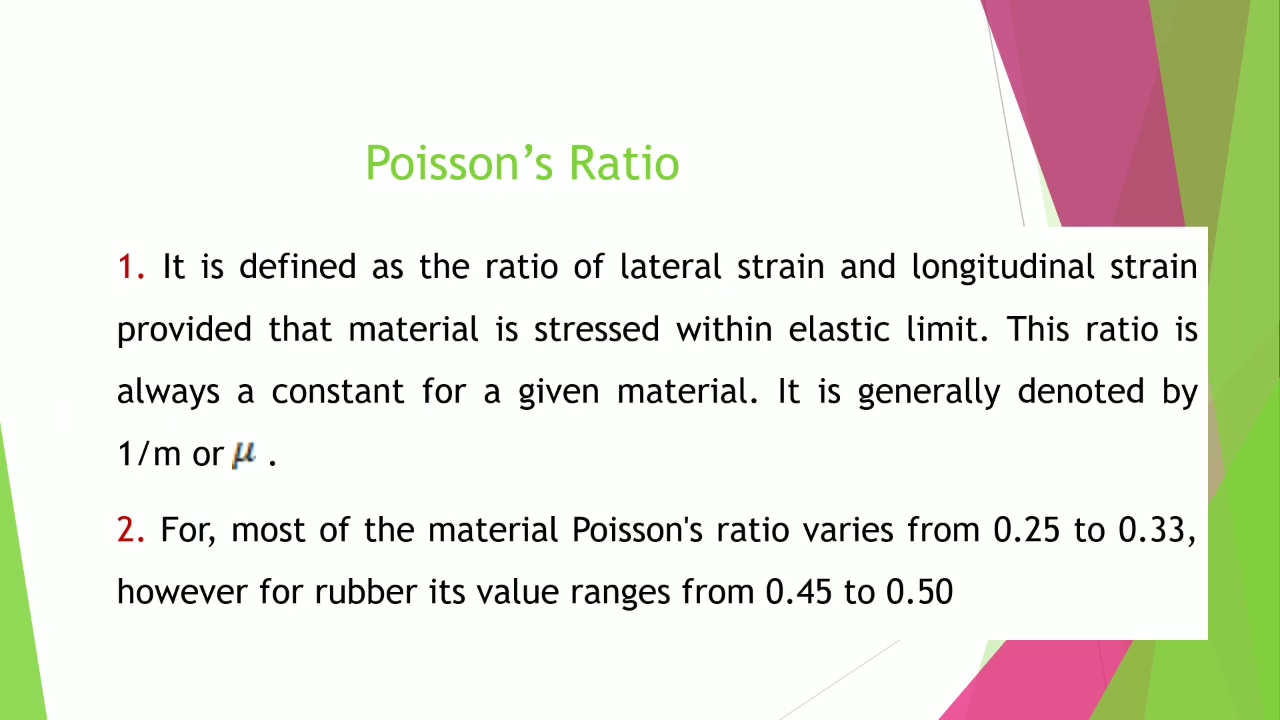 Poisson’s Ratio
1. It is defined as the ratio of lateral strain and longitudinal strain
provided that material is stressed within elastic limit. This ratio is
always a constant for a given material. It is generally denoted by
1/m or μ .
2. For, most of the material Poisson's ratio varies from 0.25 to 0.33,
however for rubber its value ranges from 0.45 to 0.50